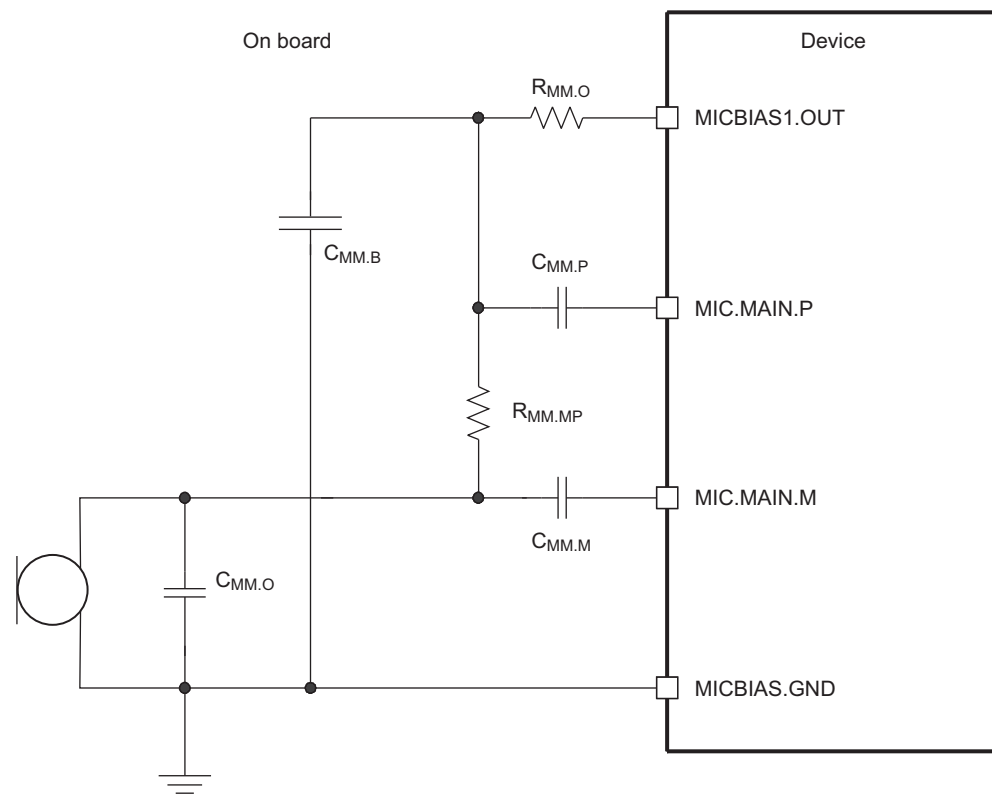 On board
Device
RMM.O
MICBIAS1.OUT
CMM.B
CMM.P
MIC.MAIN.P
RMM.MP
MIC.MAIN.M
CMM.M
CMM.O
MICBIAS.GND